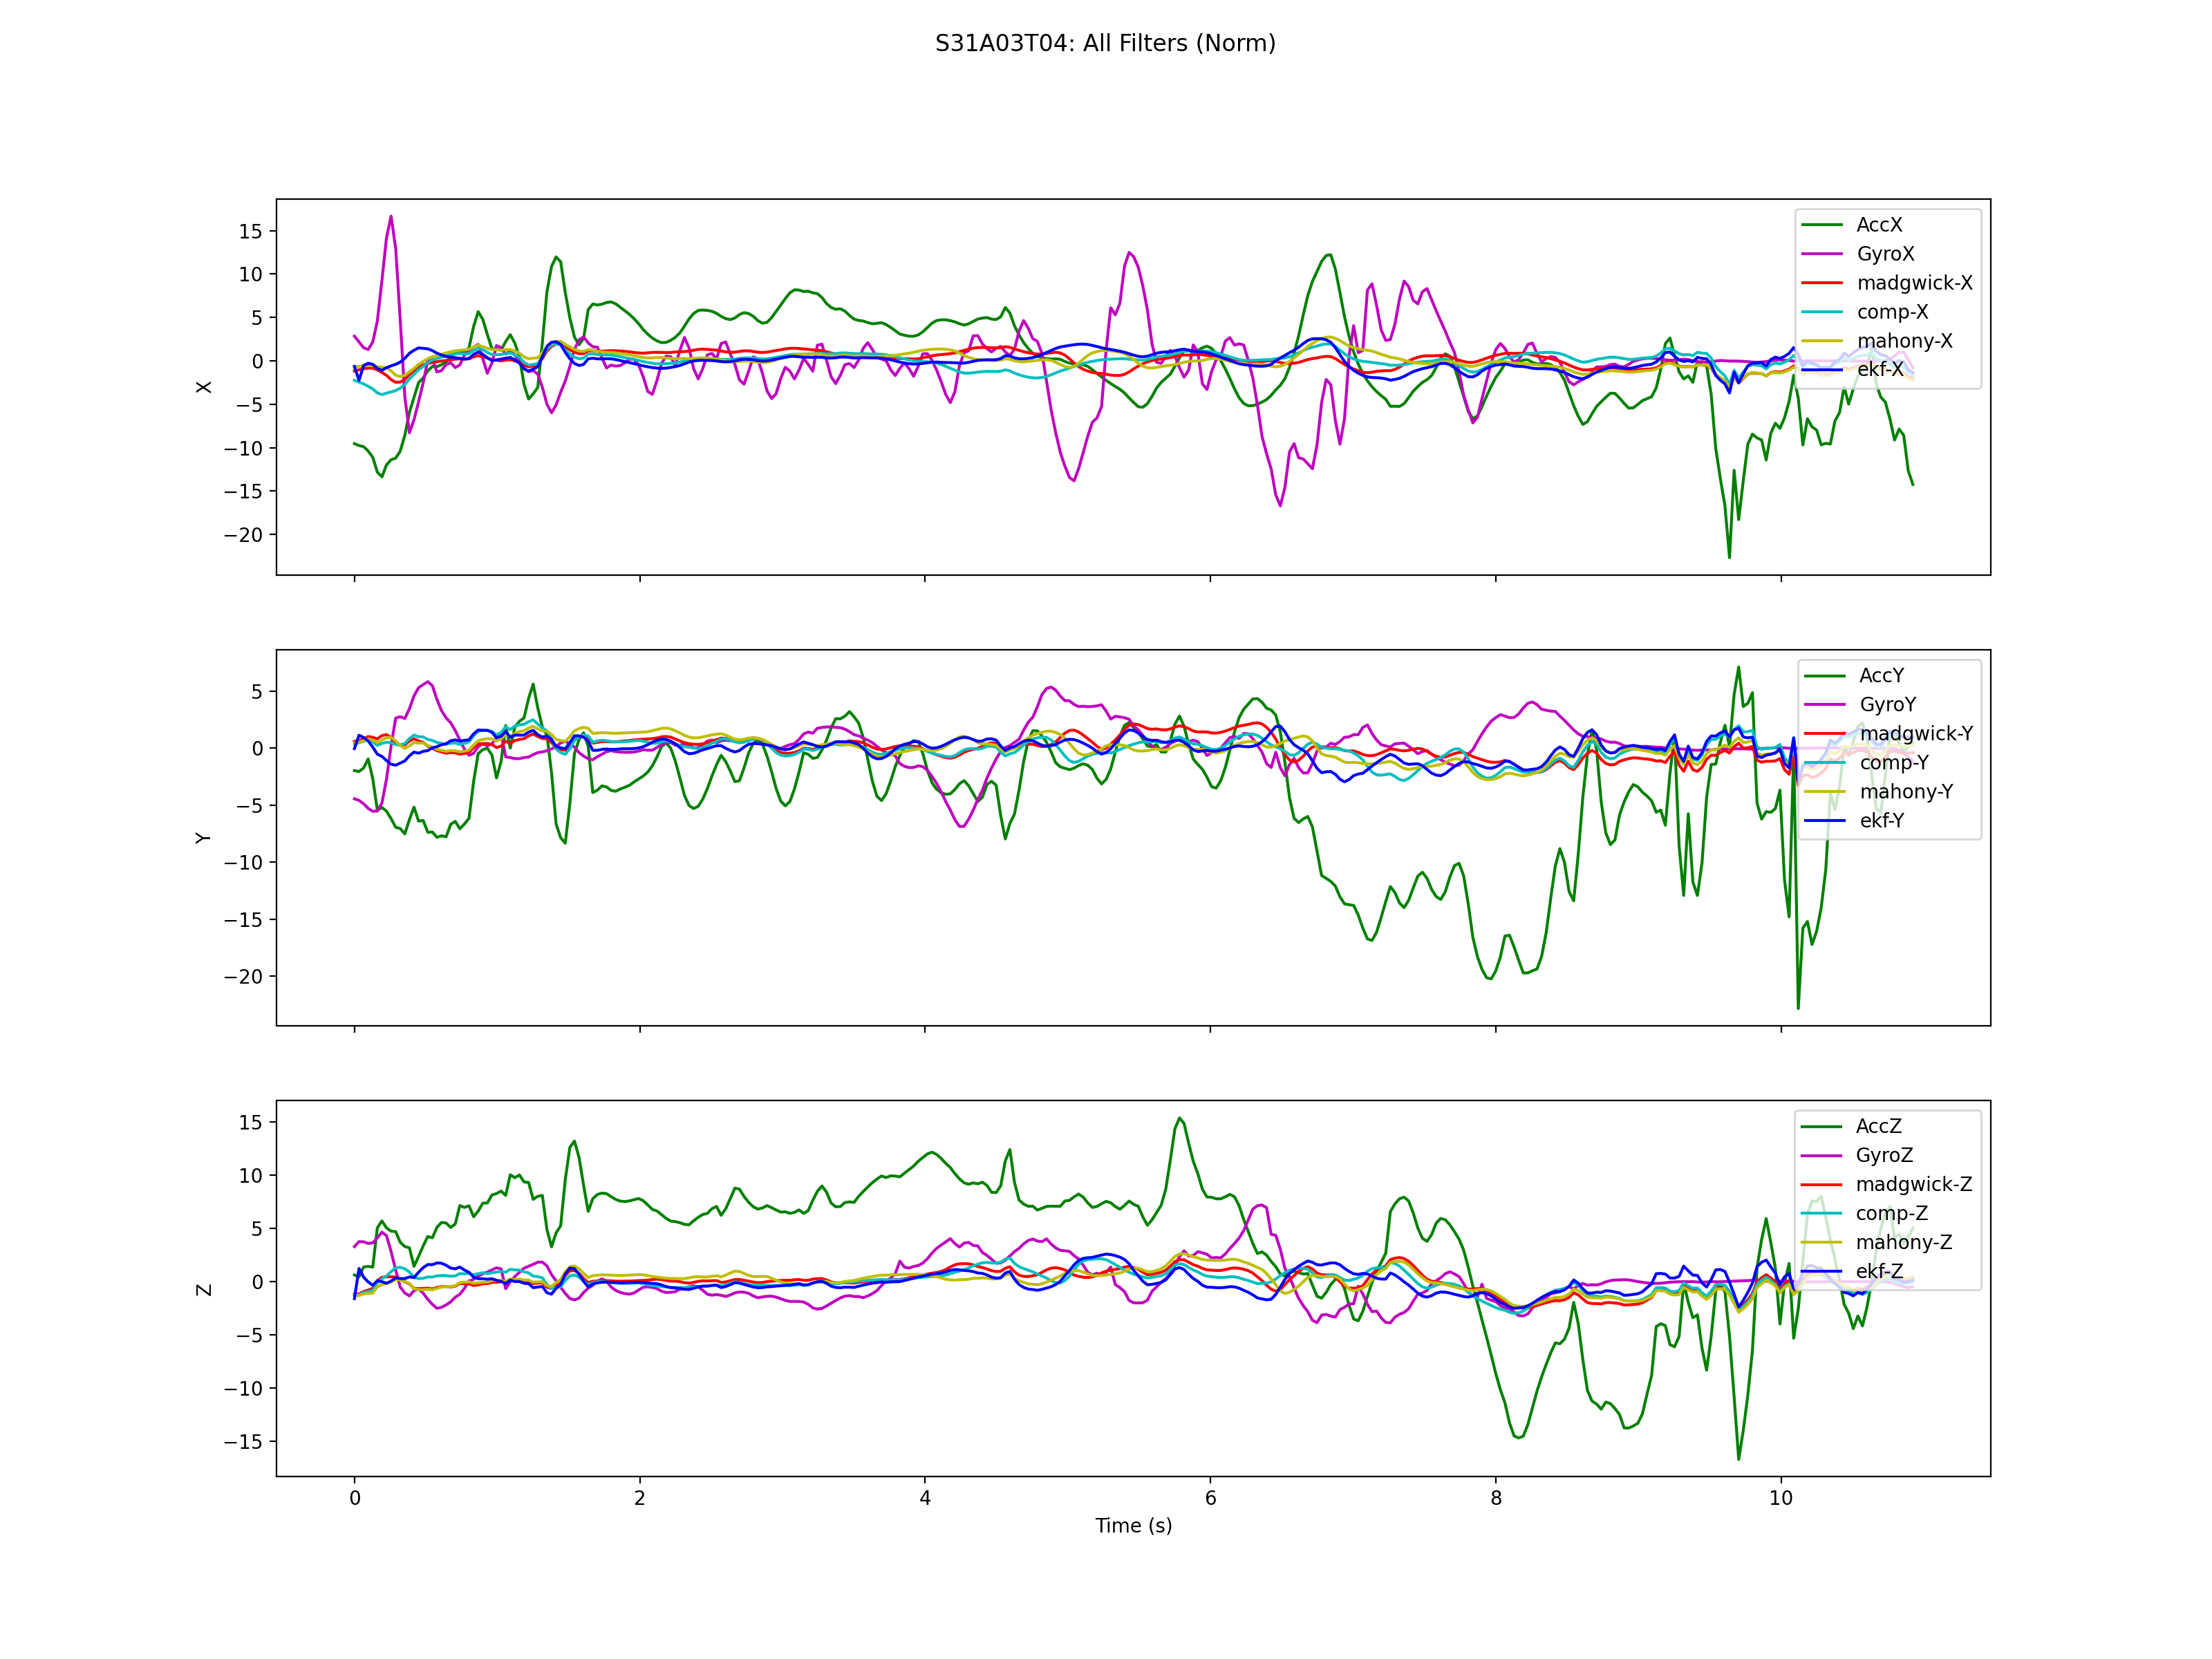 S31A03T04: All Filters (Norm)
15
10
5
0
−5
−10
−15
−20
X
AccX
GyroX
madgwick-X
comp-X
mahony-X
ekf-X
5
0
−5
−10
−15
−20
Y
AccY
GyroY
madgwick-Y
comp-Y
mahony-Y
ekf-Y
15
10
5
0
−5
−10
−15
Z
AccZ
GyroZ
madgwick-Z
comp-Z
mahony-Z
ekf-Z
0 2 4 6 8 10
Time (s)